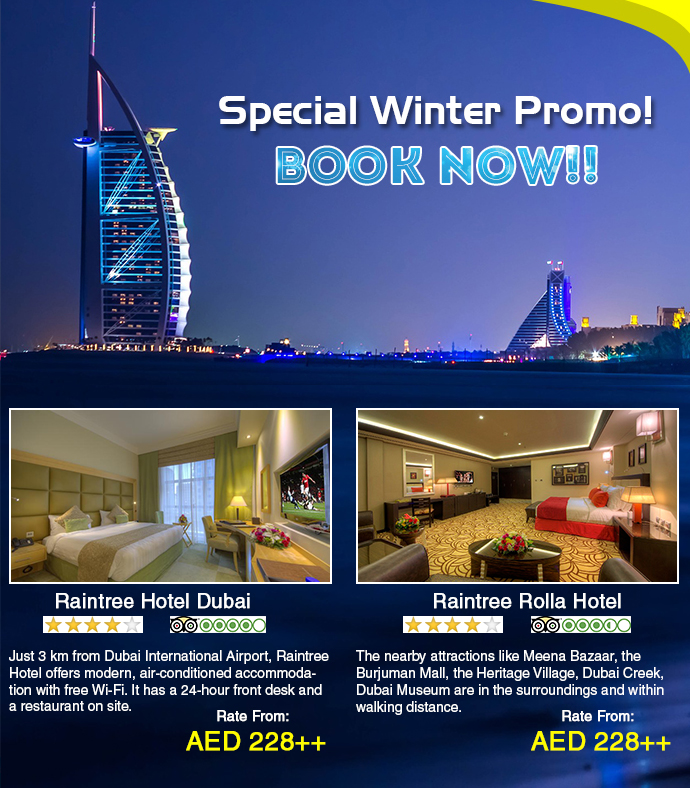 Special Winter Promo!
BOOK NOW!!
Raintree Hotel Dubai
Just 3 km from Dubai International Airport, Raintree
Hotel offers modern, air-conditioned accommoda-
tion with free Wi-Fi. It has a 24-hour front desk and
a restaurant on site.
Rate From:
AED 228++
Raintree Rolla Hotel
The nearby attractions like Meena Bazaar, the
Burjuman Mall, the Heritage Village, Dubai Creek,
Dubai Museum are in the surroundings and within
walking distance.
Rate From:
AED 228++